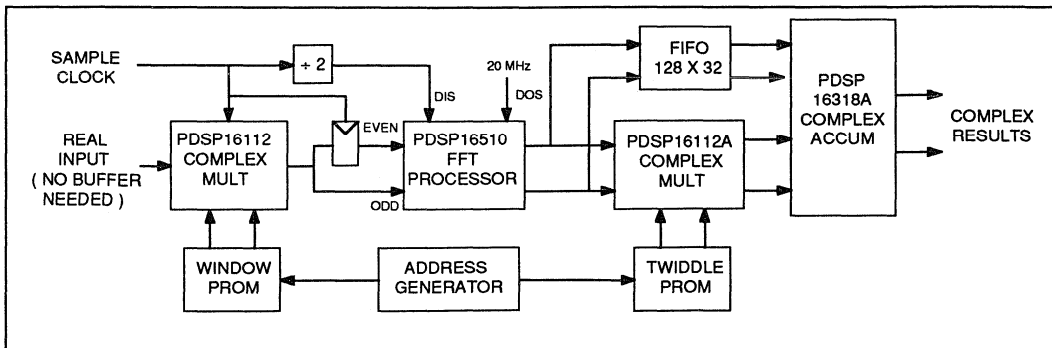 SAMPLE
CLOCK
÷ 2
20 MHz
DIS
DOS
FIFO
128 X 32
PDSP
16318A
COMPLEX
ACCUM
COMPLEX
RESULTS
REAL
INPUT
( NO BUFFER
NEEDED )
PDSP16112
COMPLEX
MULT
EVEN
ODD
PDSP16510
FFT
PROCESSOR
PDSP16112A
COMPLEX
MULT
WINDOW
PROM
ADDRESS
GENERATOR
TWIDDLE
PROM